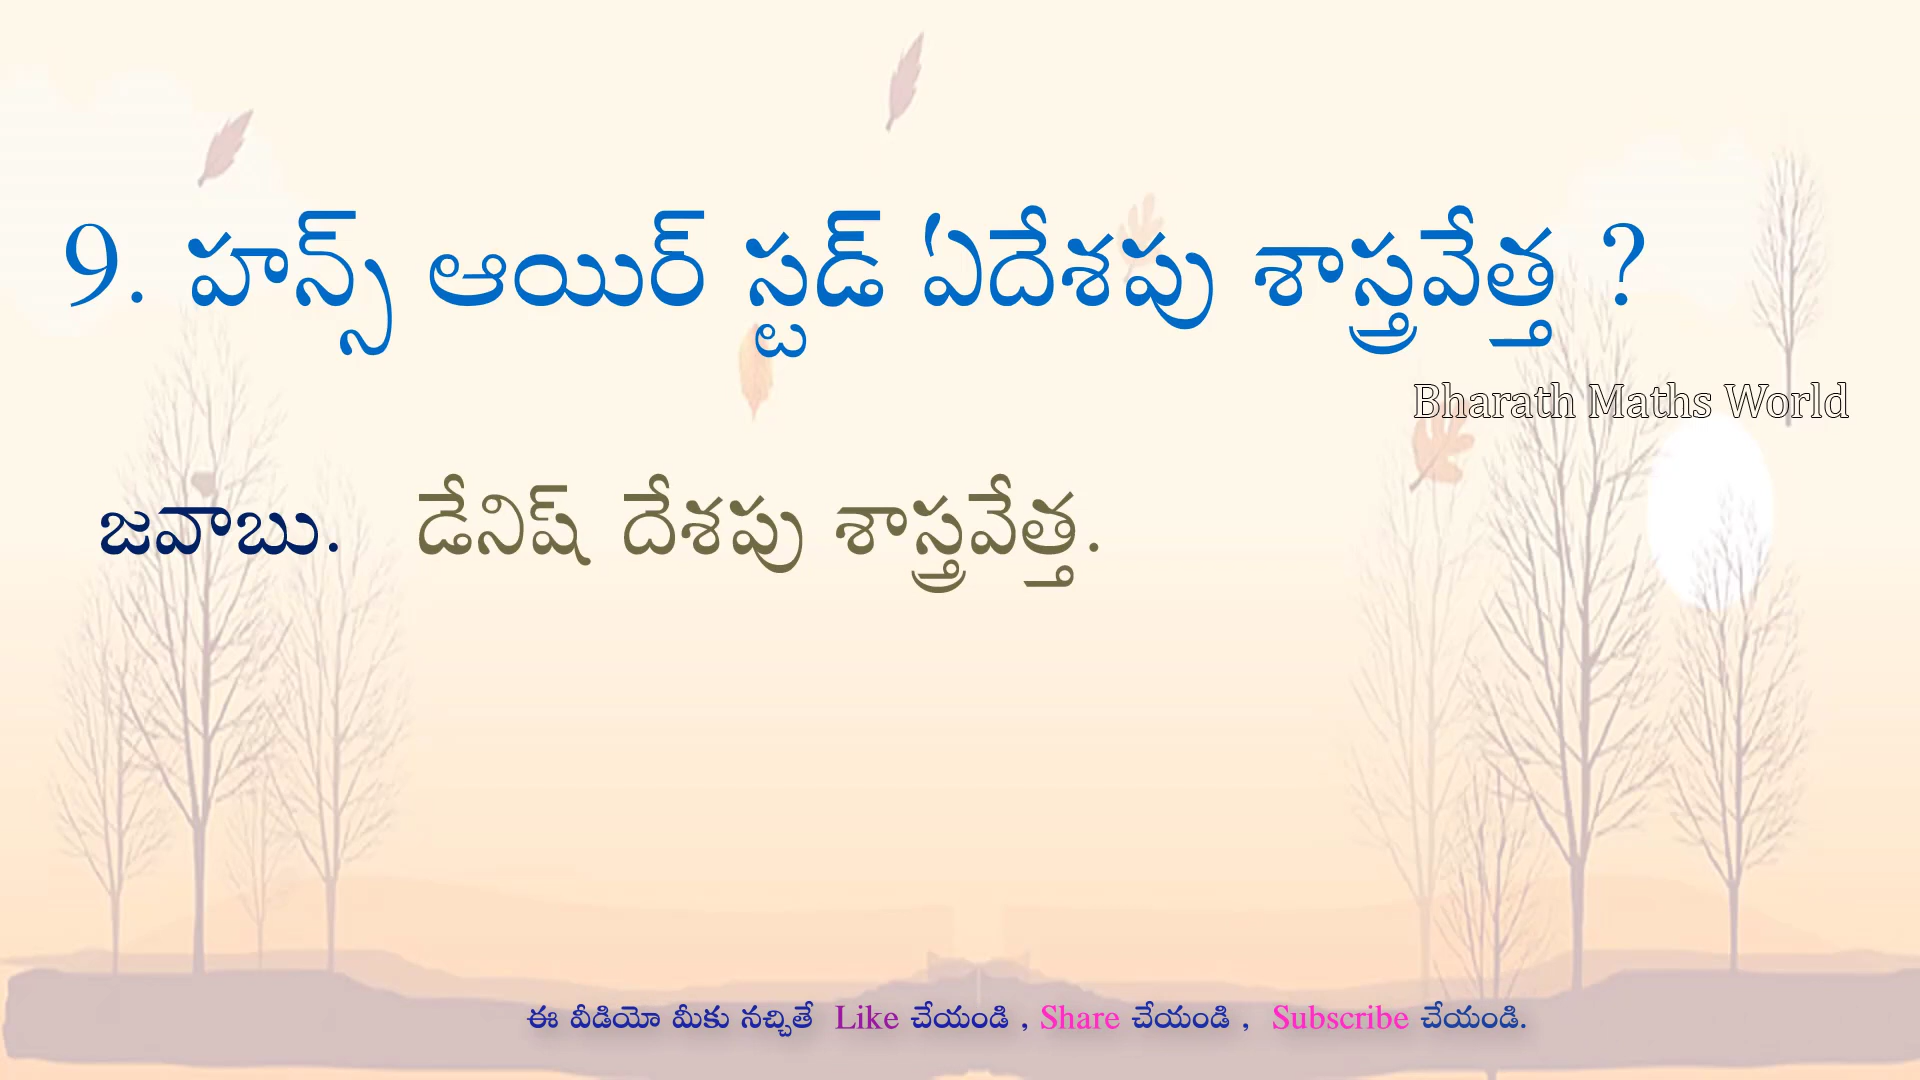 9. హన్స్ ఆయిర్ స్టడ్ ఏదేశపు శాస్త్రవేత్త ?
Bharath Maths World
జవాబు. డేనిష్ దేశపు శాస్త్రవేత్త.
ఈ వీడియో మీకు నచ్చితే Like చేయండి , Share చేయండి , Subscribe చేయండి.